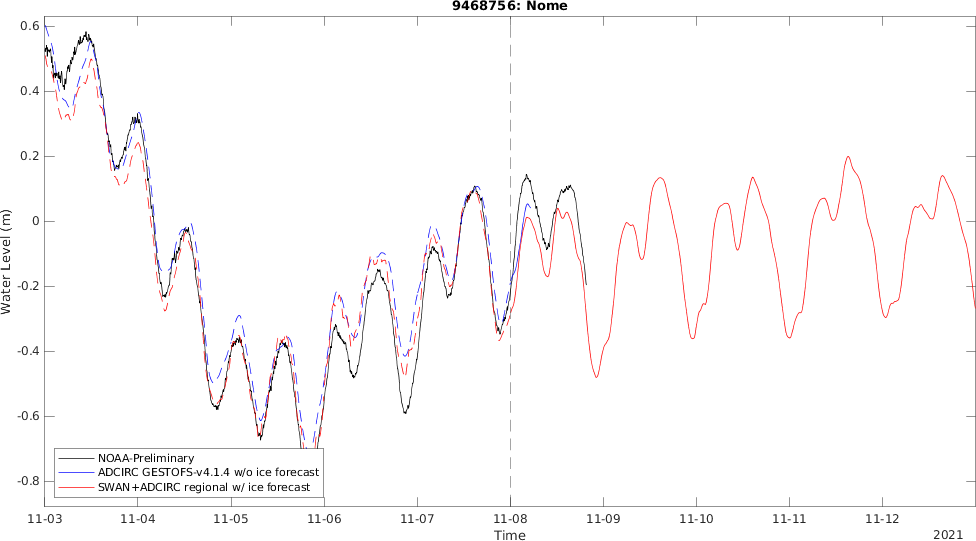 9468756: Nome
0.6
0.4
0.2
0
-0.2
-0.4
-0.6
-0.8
Water Level (m)
NOAA-Preliminary
ADCIRC GESTOFS-v4.1.4 w/o ice forecast
SWAN+ADCIRC regional w/ ice forecast
11-03 11-04 11-05 11-06 11-07 11-08 11-09 11-10 11-11 11-12
Time
2021